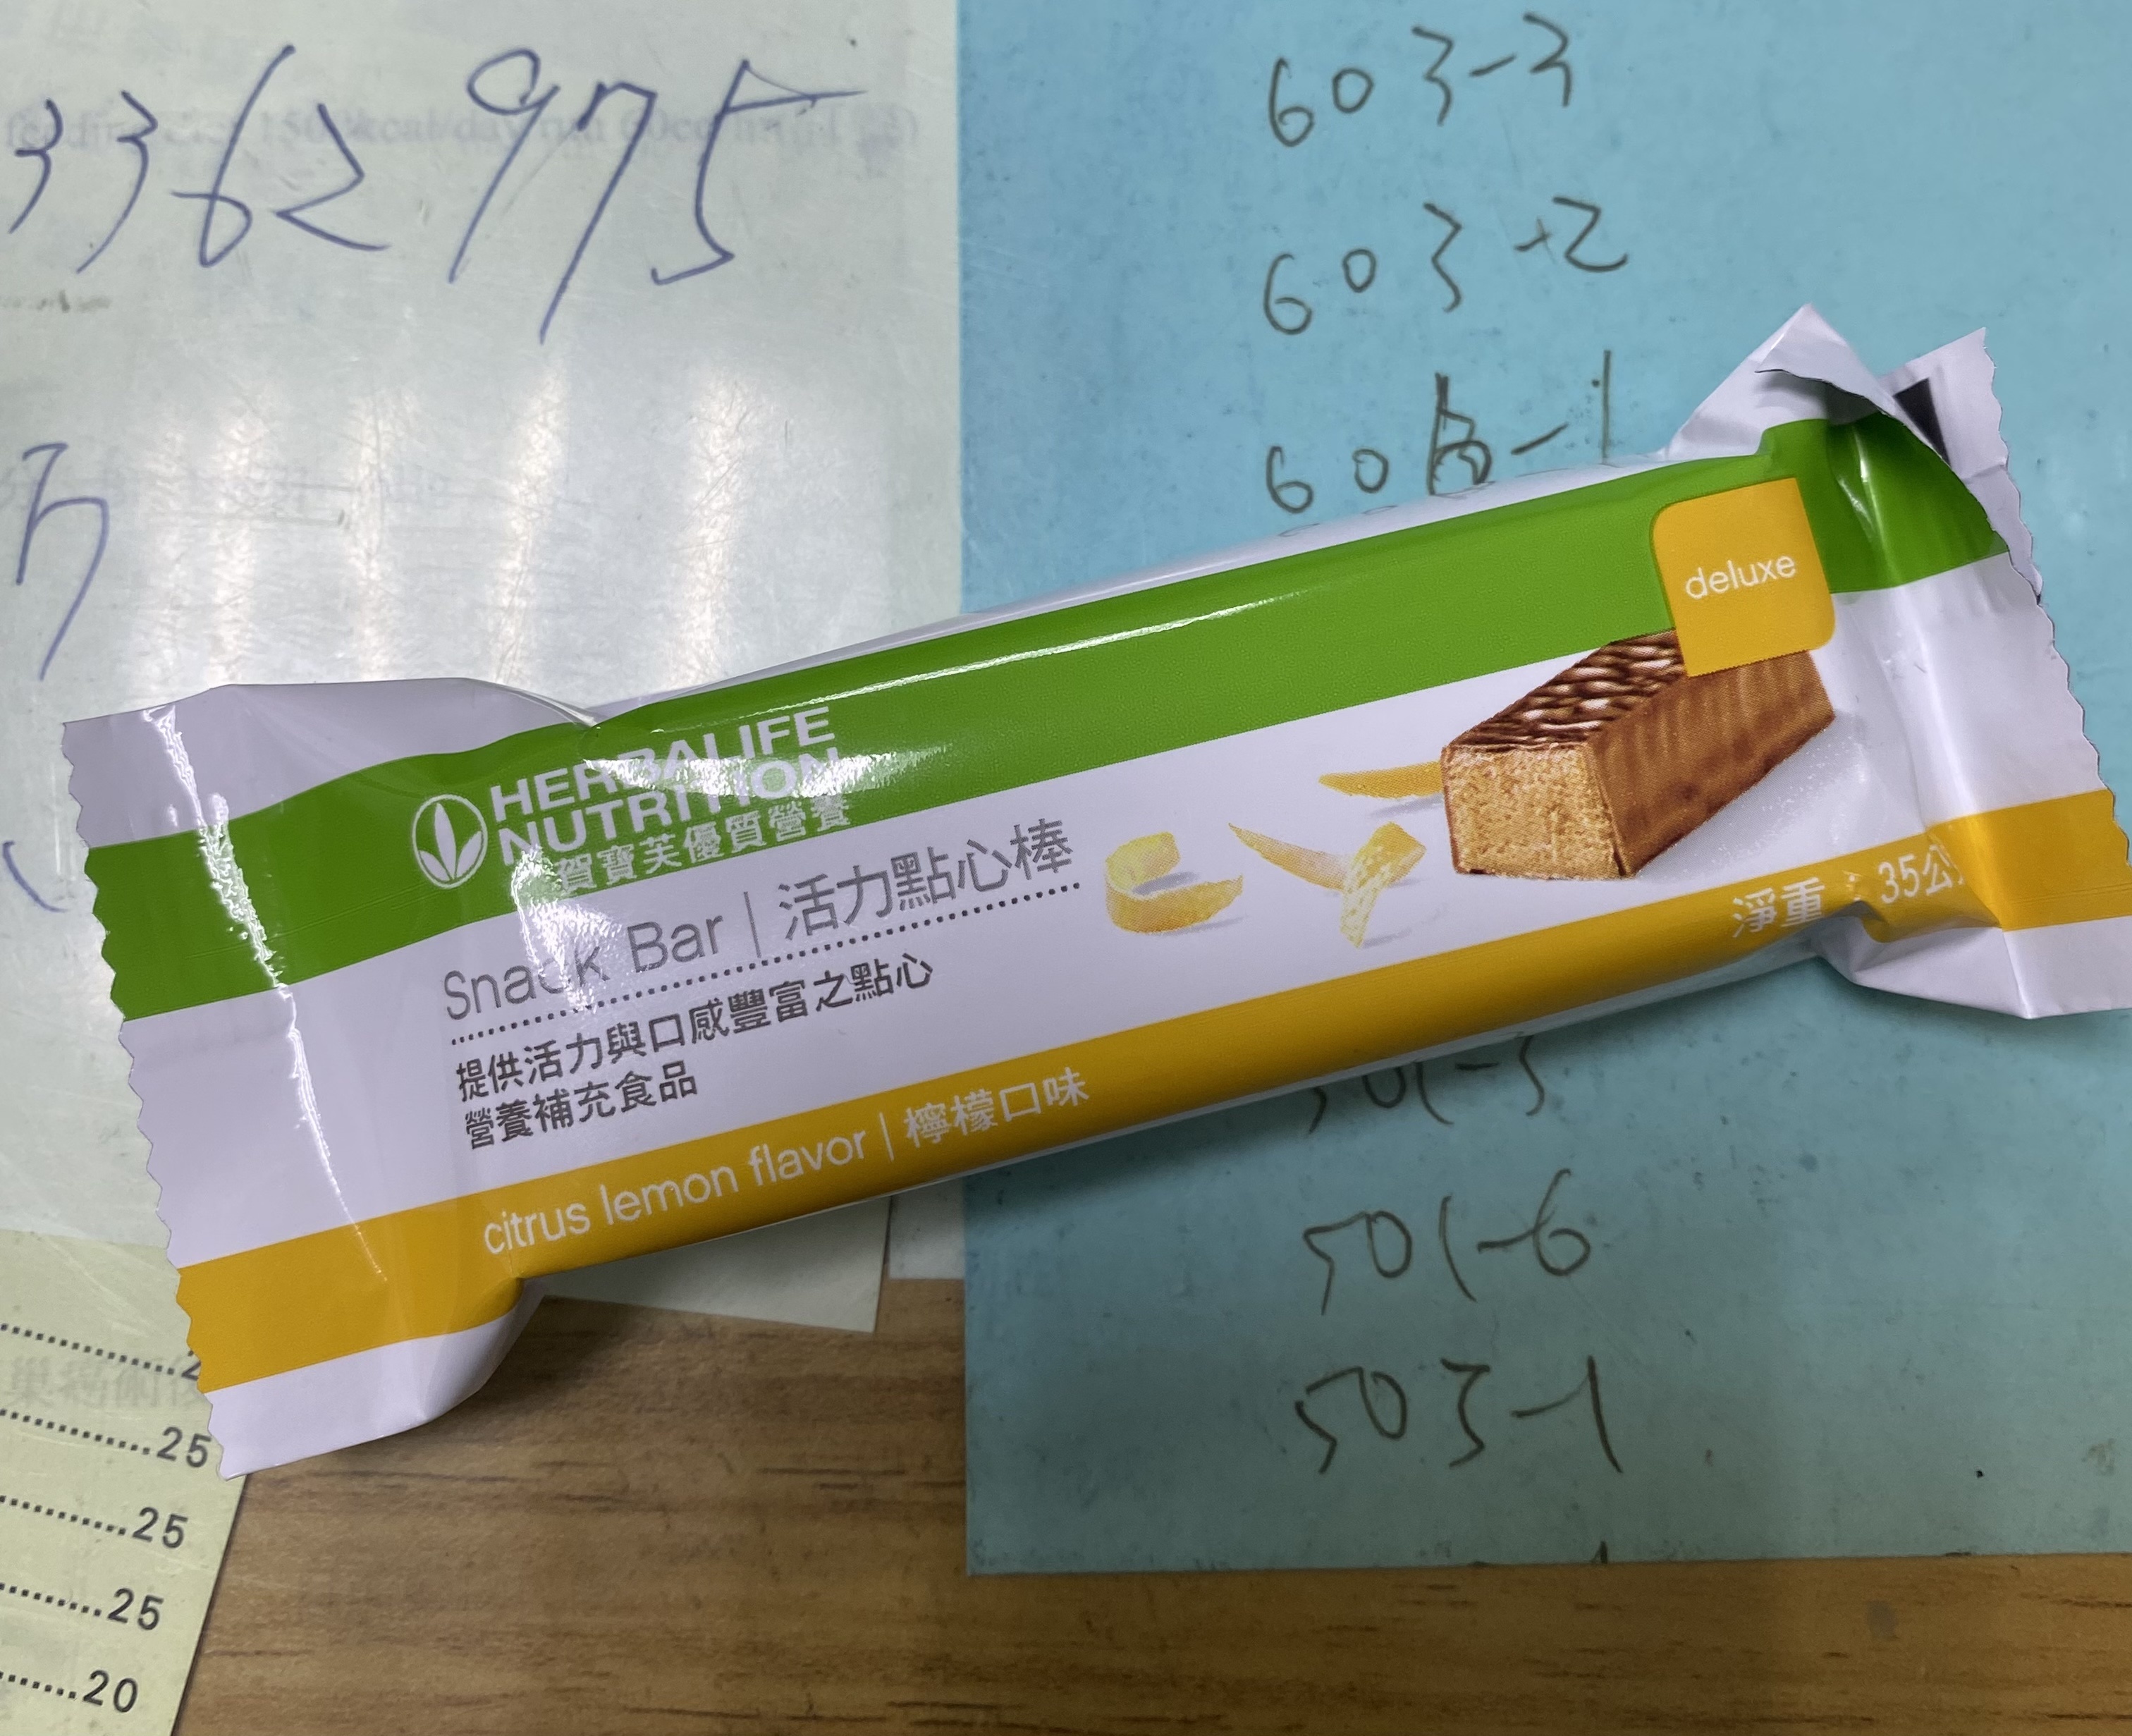 3362975
603-3
603-2
deluxe
HERBALIFE
NUTRITION
賀寶芙優質營養
Snack Bar | 活力點心棒
提供活力與口感豐富之點心
營養補充食品
citrus lemon flavor | 檸檬口味
淨重：35公
501-6
503-1
25
25
25
20